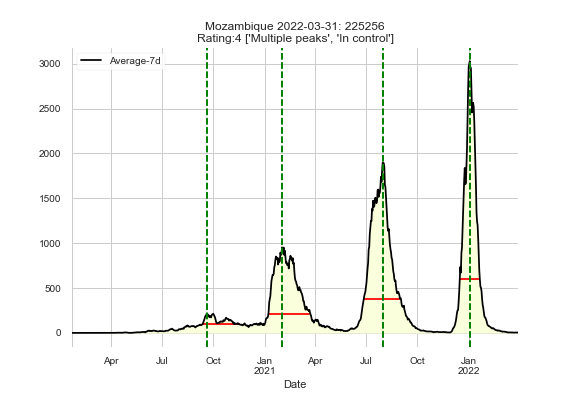 Mozambique 2022-03-31: 225256
Rating:4 ['Multiple peaks', 'In control']
Average-7d
3000
2500
2000
1500
1000
500
0
Apr Jul Oct Jan Apr Jul Oct Jan
2021 2022
Date